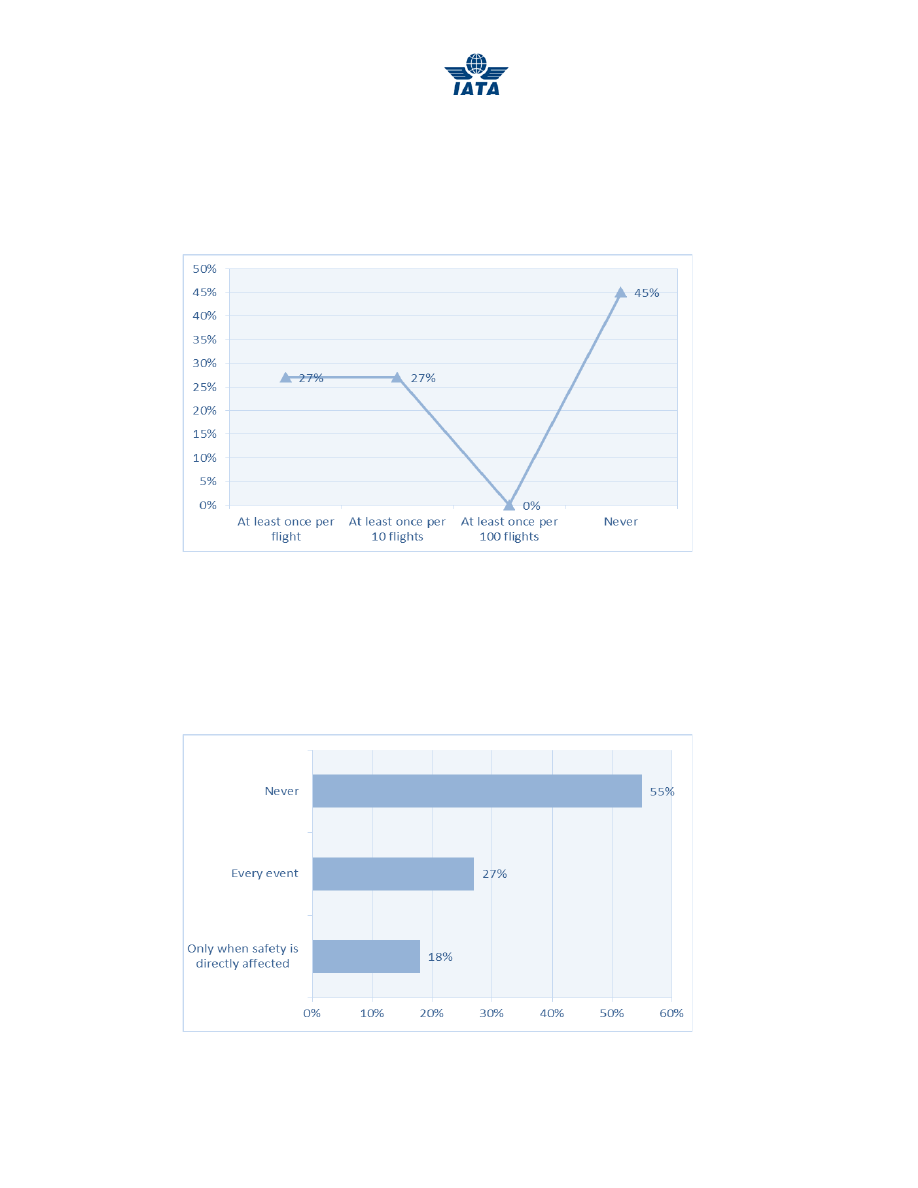 IATA
50%
45%
45%
40%
35%
30%
27%
27%
25%
20%
15%
10%
5%
0%
0%
At least once per
flight
At least once per
10 flights
At least once per
100 flights
Never
Never
55%
Every event
27%
Only when safety is
directly affected
18%
0%
10%
20%
30%
40%
50%
60%